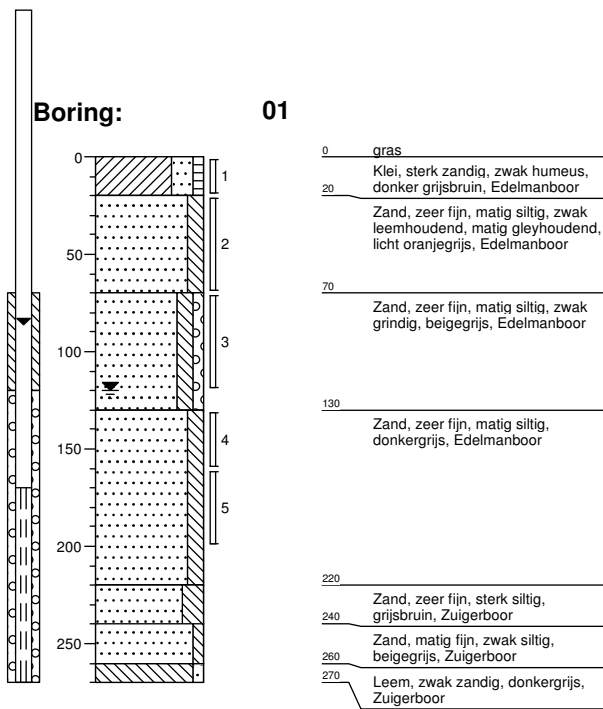 Boring: 01
0
50
100
150
200
250
1
2
3
4
5
0 gras
Klei, sterk zandig, zwak humeus,
donker grijsbruin, Edelmanboor
20
Zand, zeer fijn, matig siltig, zwak
leemhoudend, matig gleyhoudend,
licht oranjegrijs, Edelmanboor
70
Zand, zeer fijn, matig siltig, zwak
grindig, beigegrijs, Edelmanboor
130
Zand, zeer fijn, matig siltig,
donkergrijs, Edelmanboor
220
Zand, zeer fijn, sterk siltig,
grijsbruin, Zuigerboor
240
Zand, matig fijn, zwak siltig,
beigegrijs, Zuigerboor
260
270
Leem, zwak zandig, donkergrijs,
Zuigerboor